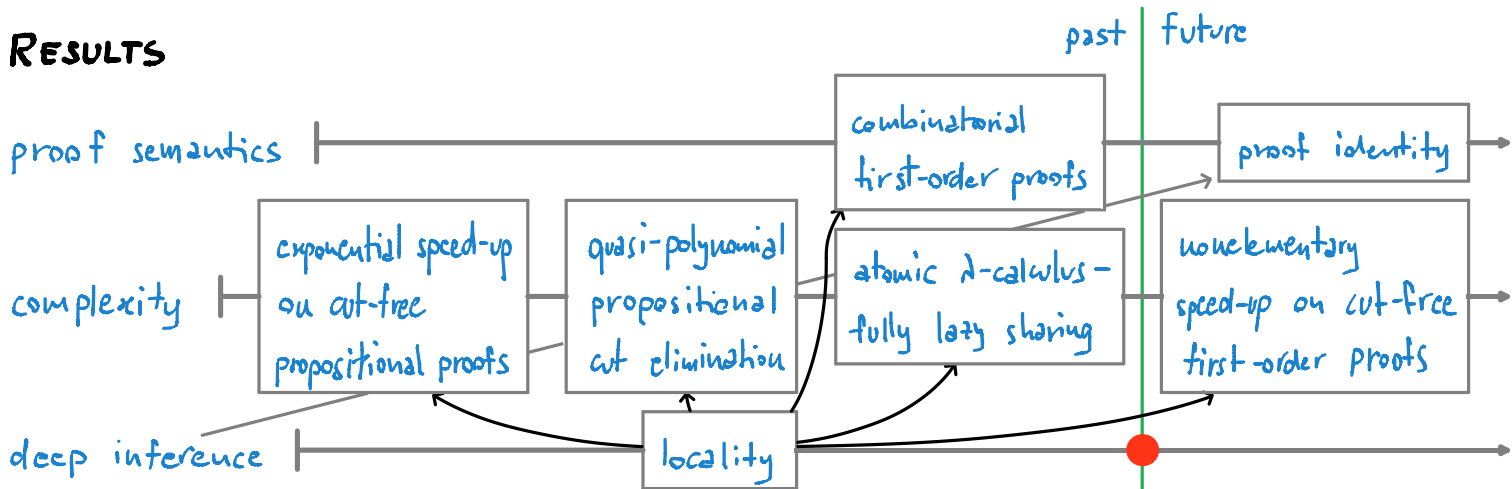 RESULTS
past future
proof semantics
combinatorial
first-order proofs
proof identity
complexity
exponential speed-up
on cut-free
propositional proofs
quasi-polynomial
propositional
cut elimination
atomic λ-calculus –
fully lazy sharing
nonelementary
speed-up on cut-free
first-order proofs
deep inference
locality